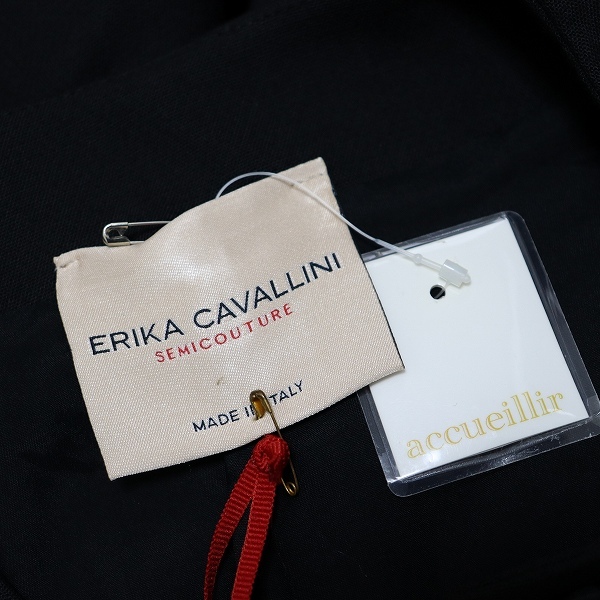 ERIKA CAVALLINI
SEMICOUTURE
MADE IN ITALY
accueillir